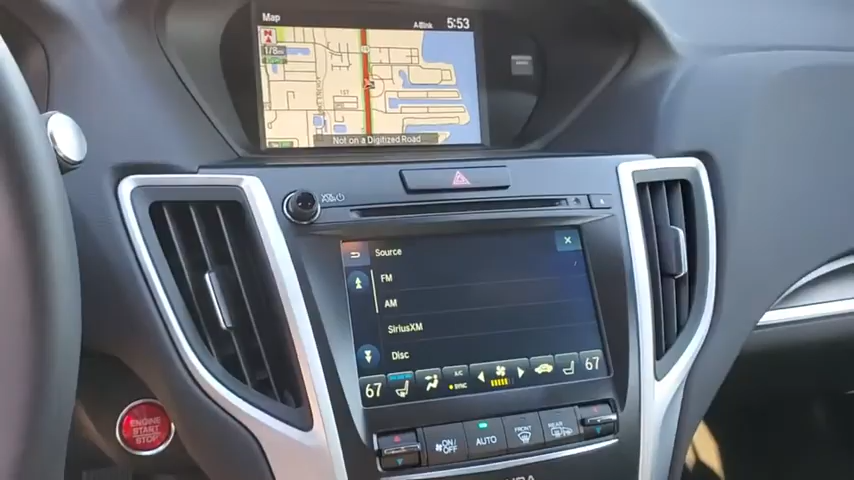 Map
AcuraLink
5:53
N
1/8mi
Not on a Digitized Road
Source
X
FM
AM
SiriusXM
Disc
67
A/C
SYNC
67
ENGINE
START
STOP
ON/
OFF
AUTO
FRONT
REAR